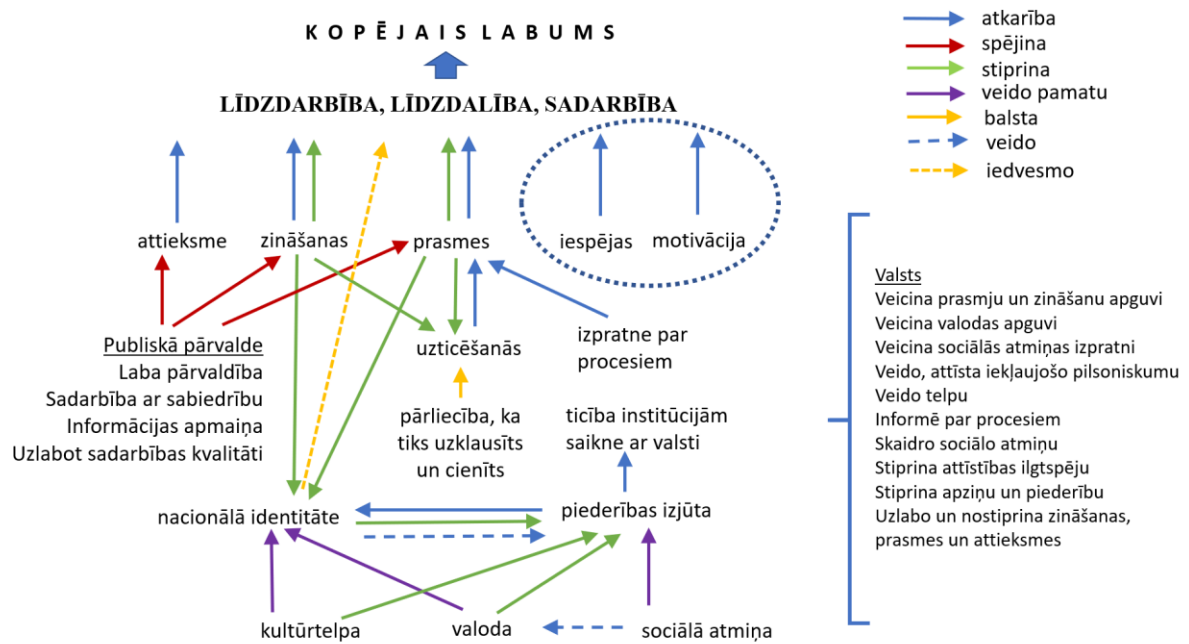 KOPĒJAIS LABUMS
LĪDZDARBĪBA, LĪDZDALĪBA, SADARBĪBA
atkarība
spējina
stiprina
veido pamatu
balsta
veido
iedvesmo
attieksme
zināšanas
prasmes
iespējas
motivācija
Publiskā pārvalde
Laba pārvaldība
Sadarbība ar sabiedrību
Informācijas apmaiņa
Uzlabot sadarbības kvalitāti
uzticēšanās
izpratne par
procesiem
pārliecība, ka
tiks uzklausīts
un cienīts
ticība institūcijām
saikne ar valsti
nacionālā identitāte
piederības izjūta
kultūrtelpa
valoda
sociālā atmiņa
Valsts
Veicina prasmju un zināšanu apguvi
Veicina valodas apguvi
Veicina sociālās atmiņas izpratni
Veido, attīsta iekļaujošo pilsoniskumu
Veido telpu
Informē par procesiem
Skaidro sociālo atmiņu
Stiprina attīstības ilgtspēju
Stiprina apziņu un piederību
Uzlabo un nostiprina zināšanas,
prasmes un attieksmes